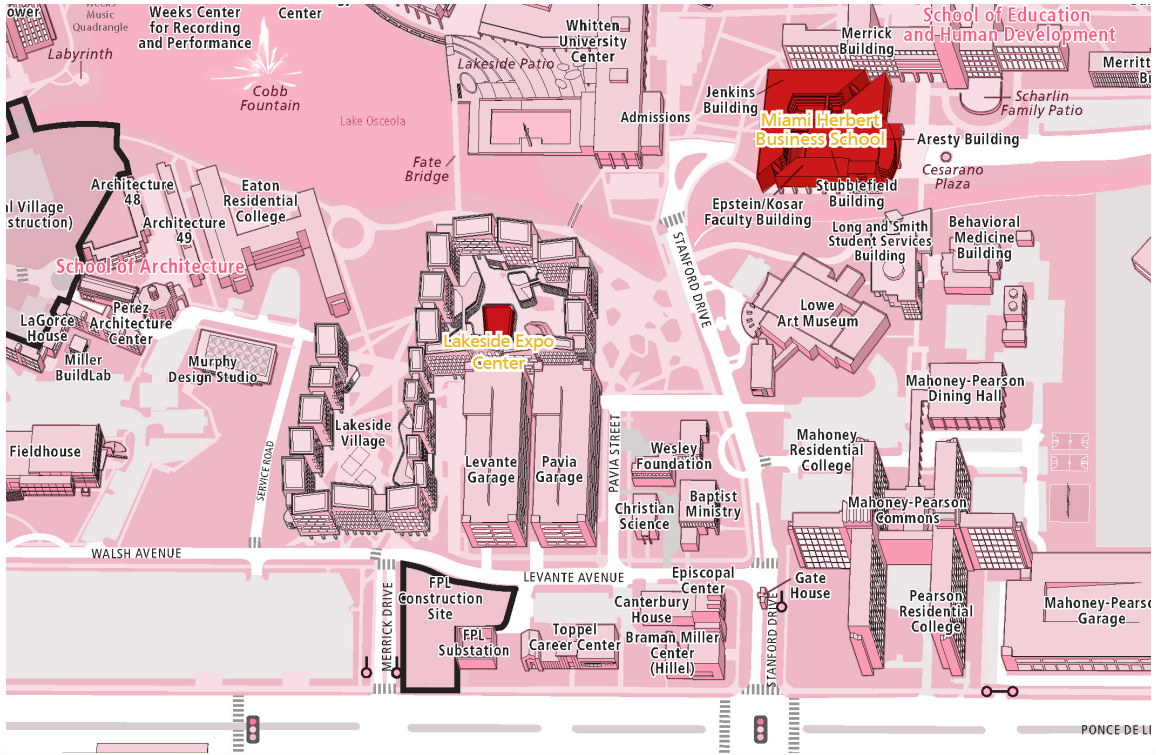 ower
Weeks
Music
Quadrangle
Labyrinth
Weeks Center
for Recording
and Performance
Center
Cobb
Fountain
Lake Osceola
Lakeside Patio
Whitten
University
Center
Admissions
School of Education
and Human Development
Merrick
Building
Merritt
Bu
Jenkins
Building
Miami Herbert
Business School
Scharlin
Family Patio
Aresty Building
Cesarano
Plaza
Stubblefield
Building
Epstein/Kosar
Faculty Building
Fate
Bridge
Architecture
48
Architecture
49
Eaton
Residential
College
al Village
struction)
School of Architecture
LaGorce
House
Perez
Architecture
Center
Miller
BuildLab
Murphy
Design Studio
Long and Smith
Student Services
Building
Behavioral
Medicine
Building
STANFORD DRIVE
Lowe
Art Museum
Lakeside Expo
Center
Mahoney-Pearson
Dining Hall
Lakeside
Village
Fieldhouse
SERVICE ROAD
Levante
Garage
Pavia
Garage
PAVIA STREET
Wesley
Foundation
Christian
Science
Baptist
Ministry
Mahoney
Residential
College
Mahoney-Pearson
Commons
WALSH AVENUE
LEVANTE AVENUE
MERRICK DRIVE
FPL
Construction
Site
FPL
Substation
Toppel
Career Center
Episcopal
Center
Canterbury
House
Braman Miller
Center
(Hillel)
Gate
House
STANFORD DRIVE
Pearson
Residential
College
Mahoney-Pearso
Garage
PONCE DE LE